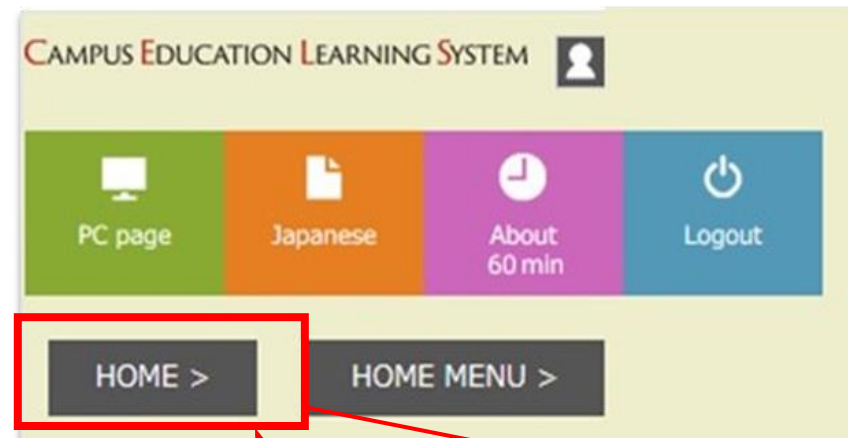 CAMPUS EDUCATION LEARNING SYSTEM
PC page
Japanese
About
60 min
Logout
HOME >
HOME MENU >